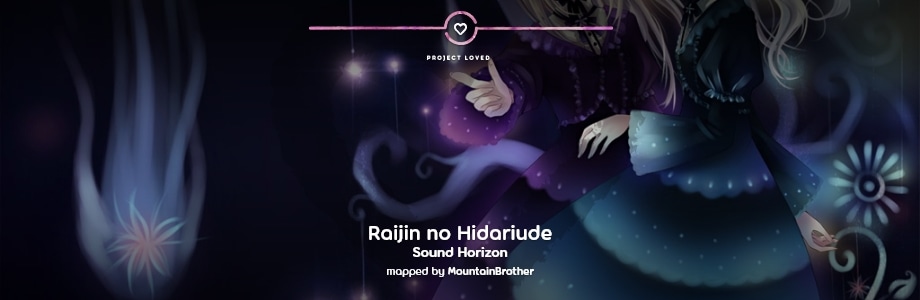 PROJECT LOVED
Raijin no Hidariude
Sound Horizon
mapped by MountainBrother